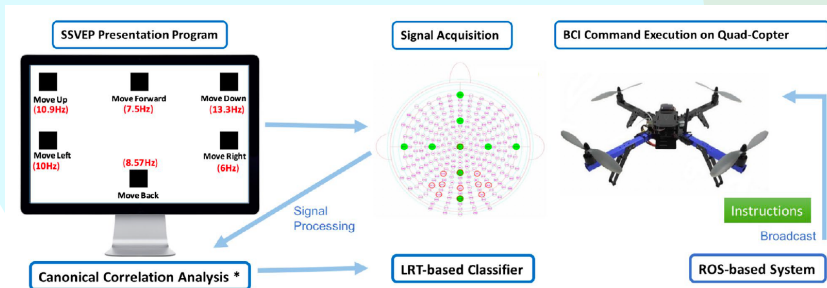 SSVEP Presentation Program
Signal Acquisition
BCI Command Execution on Quad-Copter
Move Up
(10.9Hz)
Move Forward
(7.5Hz)
Move Down
(13.3Hz)
Move Left
(10Hz)
(8.57Hz)
Move Back
Move Right
(6Hz)
Signal
Processing
Instructions
Broadcast
Canonical Correlation Analysis *
LRT-based Classifier
ROS-based System